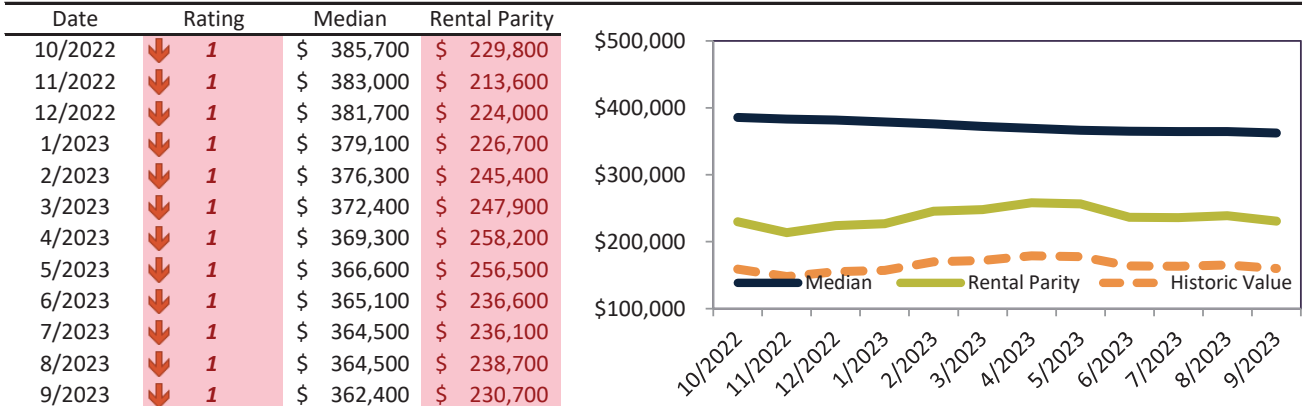 Date Rating Median Rental Parity
10/2022 1 $ 385,700 $ 229,800
11/2022 1 $ 383,000 $ 213,600
12/2022 1 $ 381,700 $ 224,000
1/2023 1 $ 379,100 $ 226,700
2/2023 1 $ 376,300 $ 245,400
3/2023 1 $ 372,400 $ 247,900
4/2023 1 $ 369,300 $ 258,200
5/2023 1 $ 366,600 $ 256,500
6/2023 1 $ 365,100 $ 236,600
7/2023 1 $ 364,500 $ 236,100
8/2023 1 $ 364,500 $ 238,700
9/2023 1 $ 362,400 $ 230,700
$500,000
$400,000
$300,000
$200,000
$100,000
Median Rental Parity Historic Value
10/2022 11/2022 12/2022 1/2023 2/2023 3/2023 4/2023 5/2023 6/2023 7/2023 8/2023 9/2023